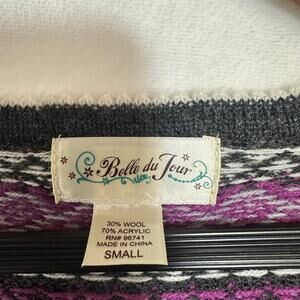 Belle du Jour
30% WOOL
70% ACRYLIC
RN# 96741
MADE IN CHINA
SMALL